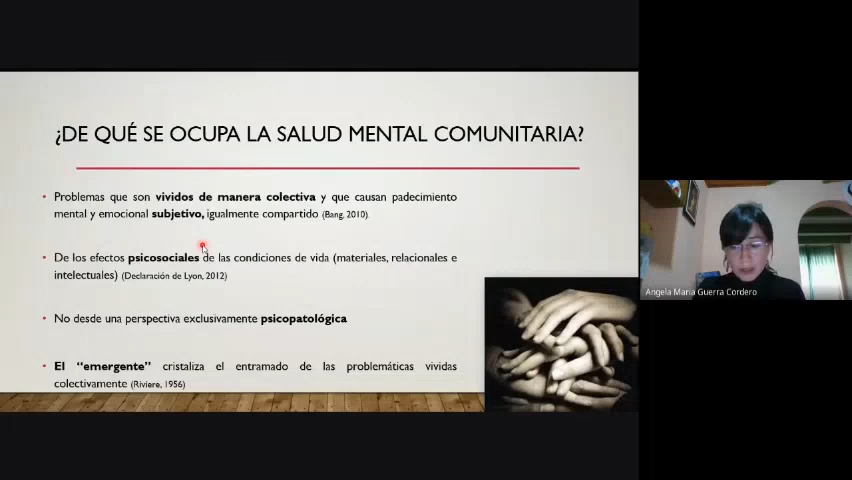 ¿DE QUÉ SE OCUPA LA SALUD MENTAL COMUNITARIA?
• Problemas que son vividos de manera colectiva y que causan padecimiento
mental y emocional subjetivo, igualmente compartido (Bang, 2010).
• De los efectos psicosociales de las condiciones de vida (materiales, relacionales e
intelectuales) (Declaración de Lyon, 2012)
• No desde una perspectiva exclusivamente psicopatológica
• El “emergente” cristaliza el entramado de las problemáticas vividas
colectivamente (Riviere, 1956)
Angela Maria Guerra Cordero